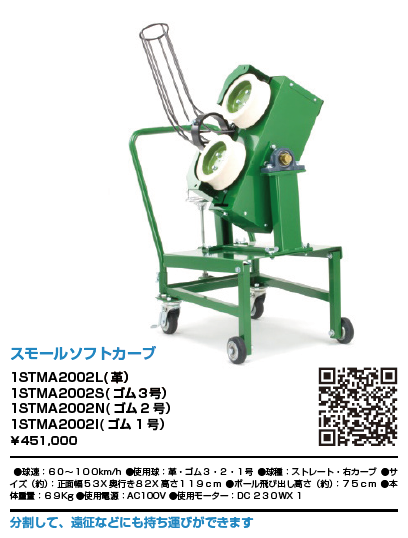 スモールソフトカーブ
1STMA2002L(革)
1STMA2002S(ゴム3号)
1STMA2002N(ゴム2号)
1STMA2002I(ゴム1号)
¥451,000
●球速：60～100km/h ●使用球：革・ゴム3・2・1号 ●球種：ストレート・右カーブ ●サ
イズ（約）：正面幅53X奥行き82X高さ119cm ●ボール飛び出し高さ（約）：75cm ●本
体重量：69Kg ●使用電源：AC100V ●使用モーター：DC 230WX 1
分割して、遠征などにも持ち運びができます